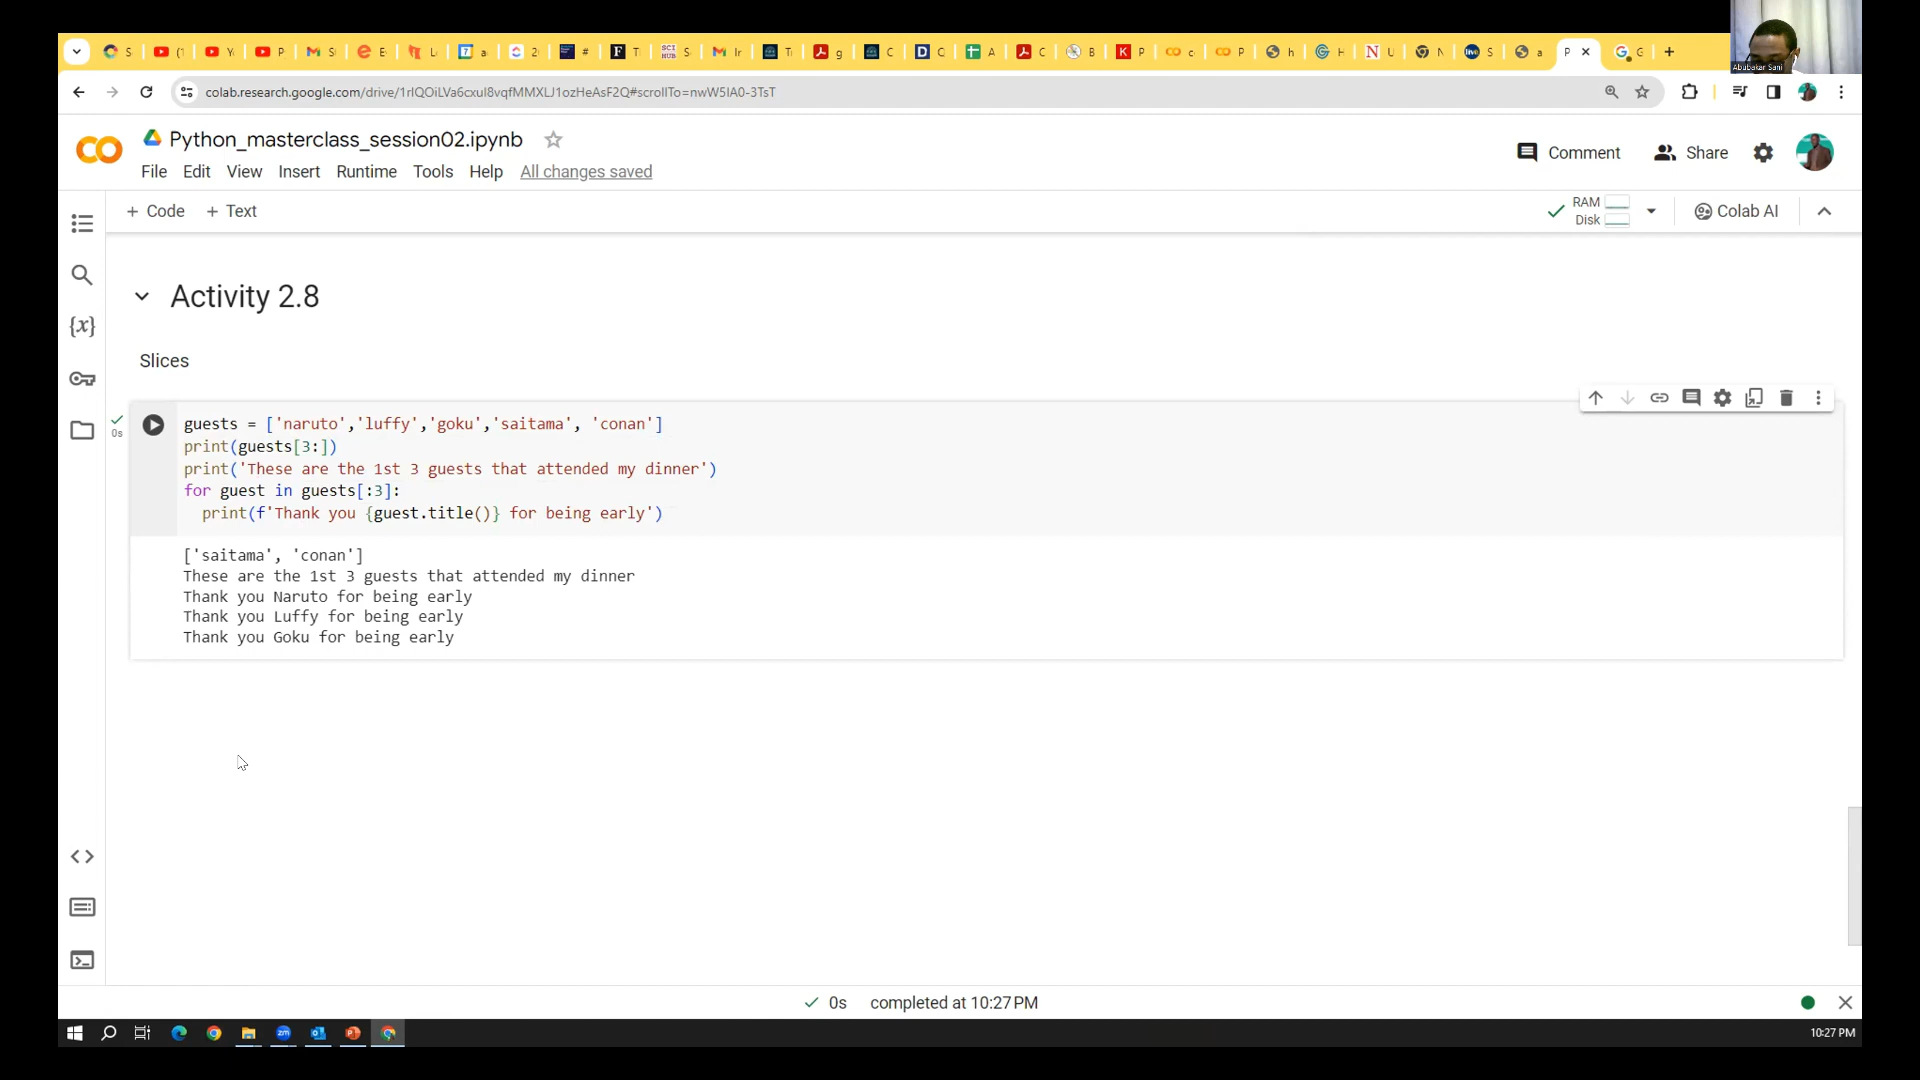 Abubakar Sani
colab.research.google.com/drive/1rIQOiLVa6cxuI8vqfMMXLJ1ozHeAsF2Q#scrollTo=nwW5IA0-3TsT
Python_masterclass_session02.ipynb
File Edit View Insert Runtime Tools Help All changes saved
Comment Share
+ Code + Text
RAM
Disk
Colab AI
Activity 2.8
Slices
0s
guests = ['naruto','luffy','goku','saitama', 'conan']
print(guests[3:])
print('These are the 1st 3 guests that attended my dinner')
for guest in guests[:3]:
print(f'Thank you {guest.title()} for being early')
['saitama', 'conan']
These are the 1st 3 guests that attended my dinner
Thank you Naruto for being early
Thank you Luffy for being early
Thank you Goku for being early
0s completed at 10:27 PM
10:27 PM